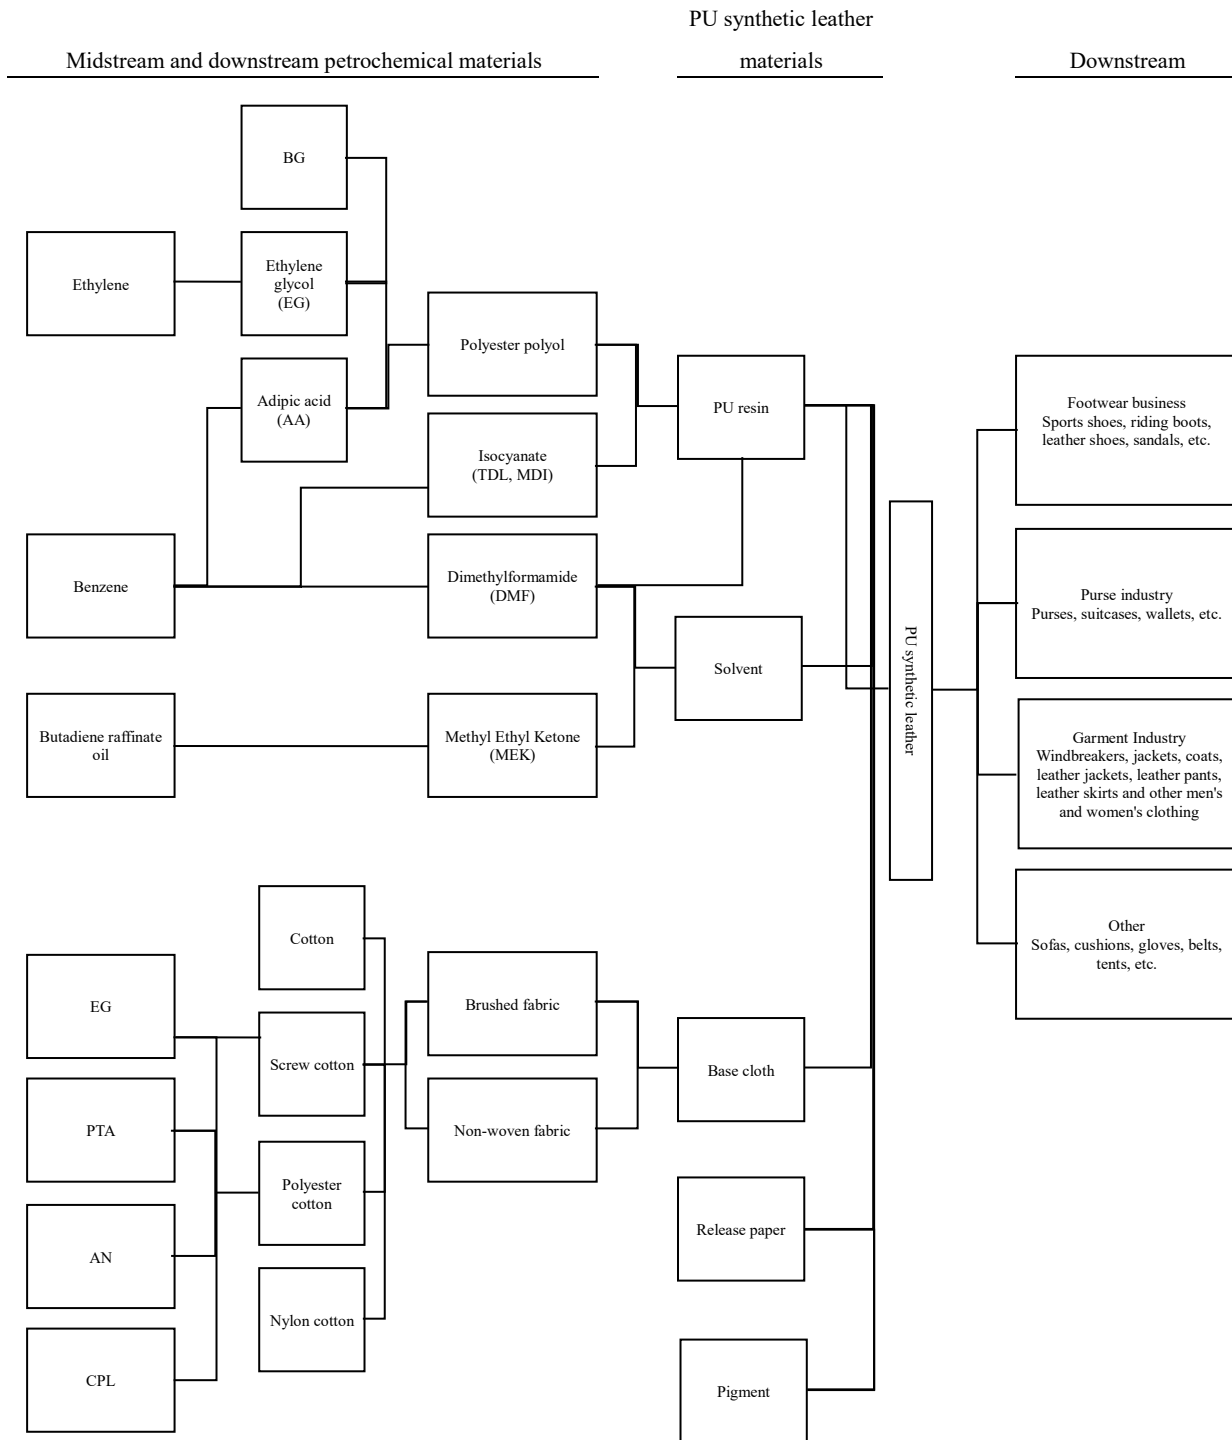 PU synthetic leather
materials
Midstream and downstream petrochemical materials
Downstream
BG
Ethylene
Ethylene
glycol
(EG)
Polyester polyol
Adipic acid
(AA)
PU resin
Isocyanate
(TDL, MDI)
Benzene
Dimethylformamide
(DMF)
Solvent
Butadiene raffinate
oil
Methyl Ethyl Ketone
(MEK)
PU synthetic leather
Footwear business
Sports shoes, riding boots,
leather shoes, sandals, etc.
Purse industry
Purses, suitcases, wallets, etc.
Garment Industry
Windbreakers, jackets, coats,
leather jackets, leather pants,
leather skirts and other men's
and women's clothing
Other
Sofas, cushions, gloves, belts,
tents, etc.
Cotton
EG
Screw cotton
Brushed fabric
PTA
Polyester
cotton
Non-woven fabric
Base cloth
AN
Nylon cotton
Release paper
CPL
Pigment